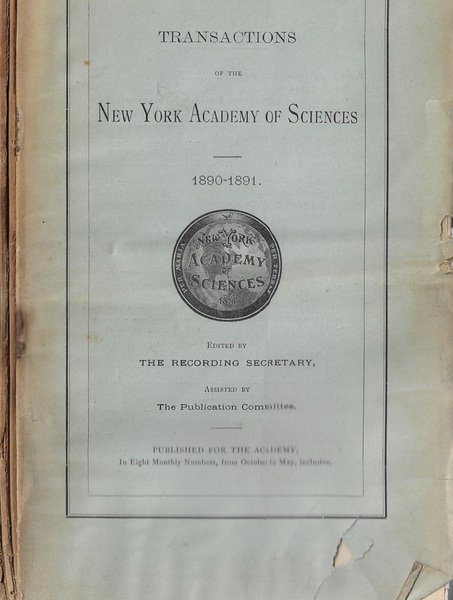 TRANSACTIONS
OF THE
NEW YORK ACADEMY OF SCIENCES
1890-1891.
NEW-YORK
ACADEMY
OF
SCIENCES
PER TERRAS
EDITED BY
THE RECORDING SECRETARY,
ASSISTED BY
The Publication Committee.
PUBLISHED FOR THE ACADEMY,
In Eight Monthly Numbers, from October to May, inclusive.